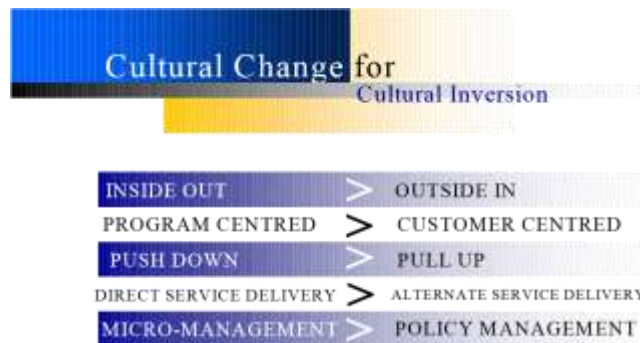 Cultural Change for
Cultural Inversion
INSIDE OUT > OUTSIDE IN
PROGRAM CENTRED > CUSTOMER CENTRED
PUSH DOWN > PULL UP
DIRECT SERVICE DELIVERY > ALTERNATE SERVICE DELIVERY
MICRO-MANAGEMENT > POLICY MANAGEMENT